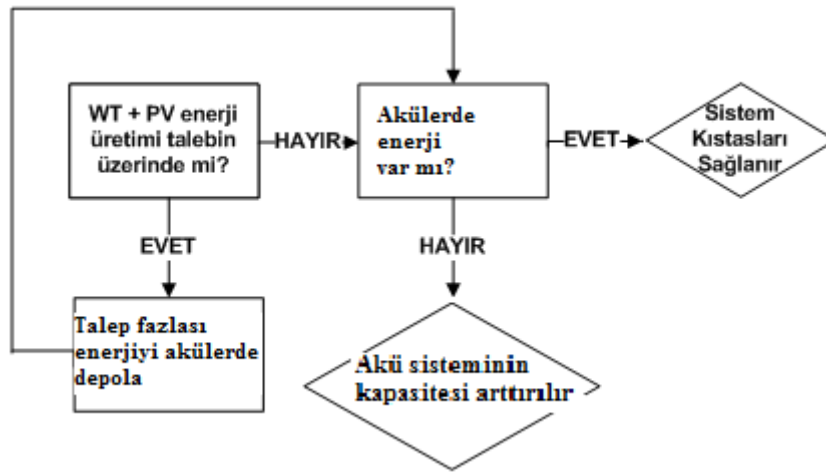 WT + PV enerji
üretimi talebin
üzerinde mi?
HAYIR
Akülerde
enerji
var mı?
EVET
Sistem
Kıstasları
Sağlanır
EVET
HAYIR
Talep fazlası
enerjiyi akülerde
depola
Akü sisteminin
kapasitesi arttırılır